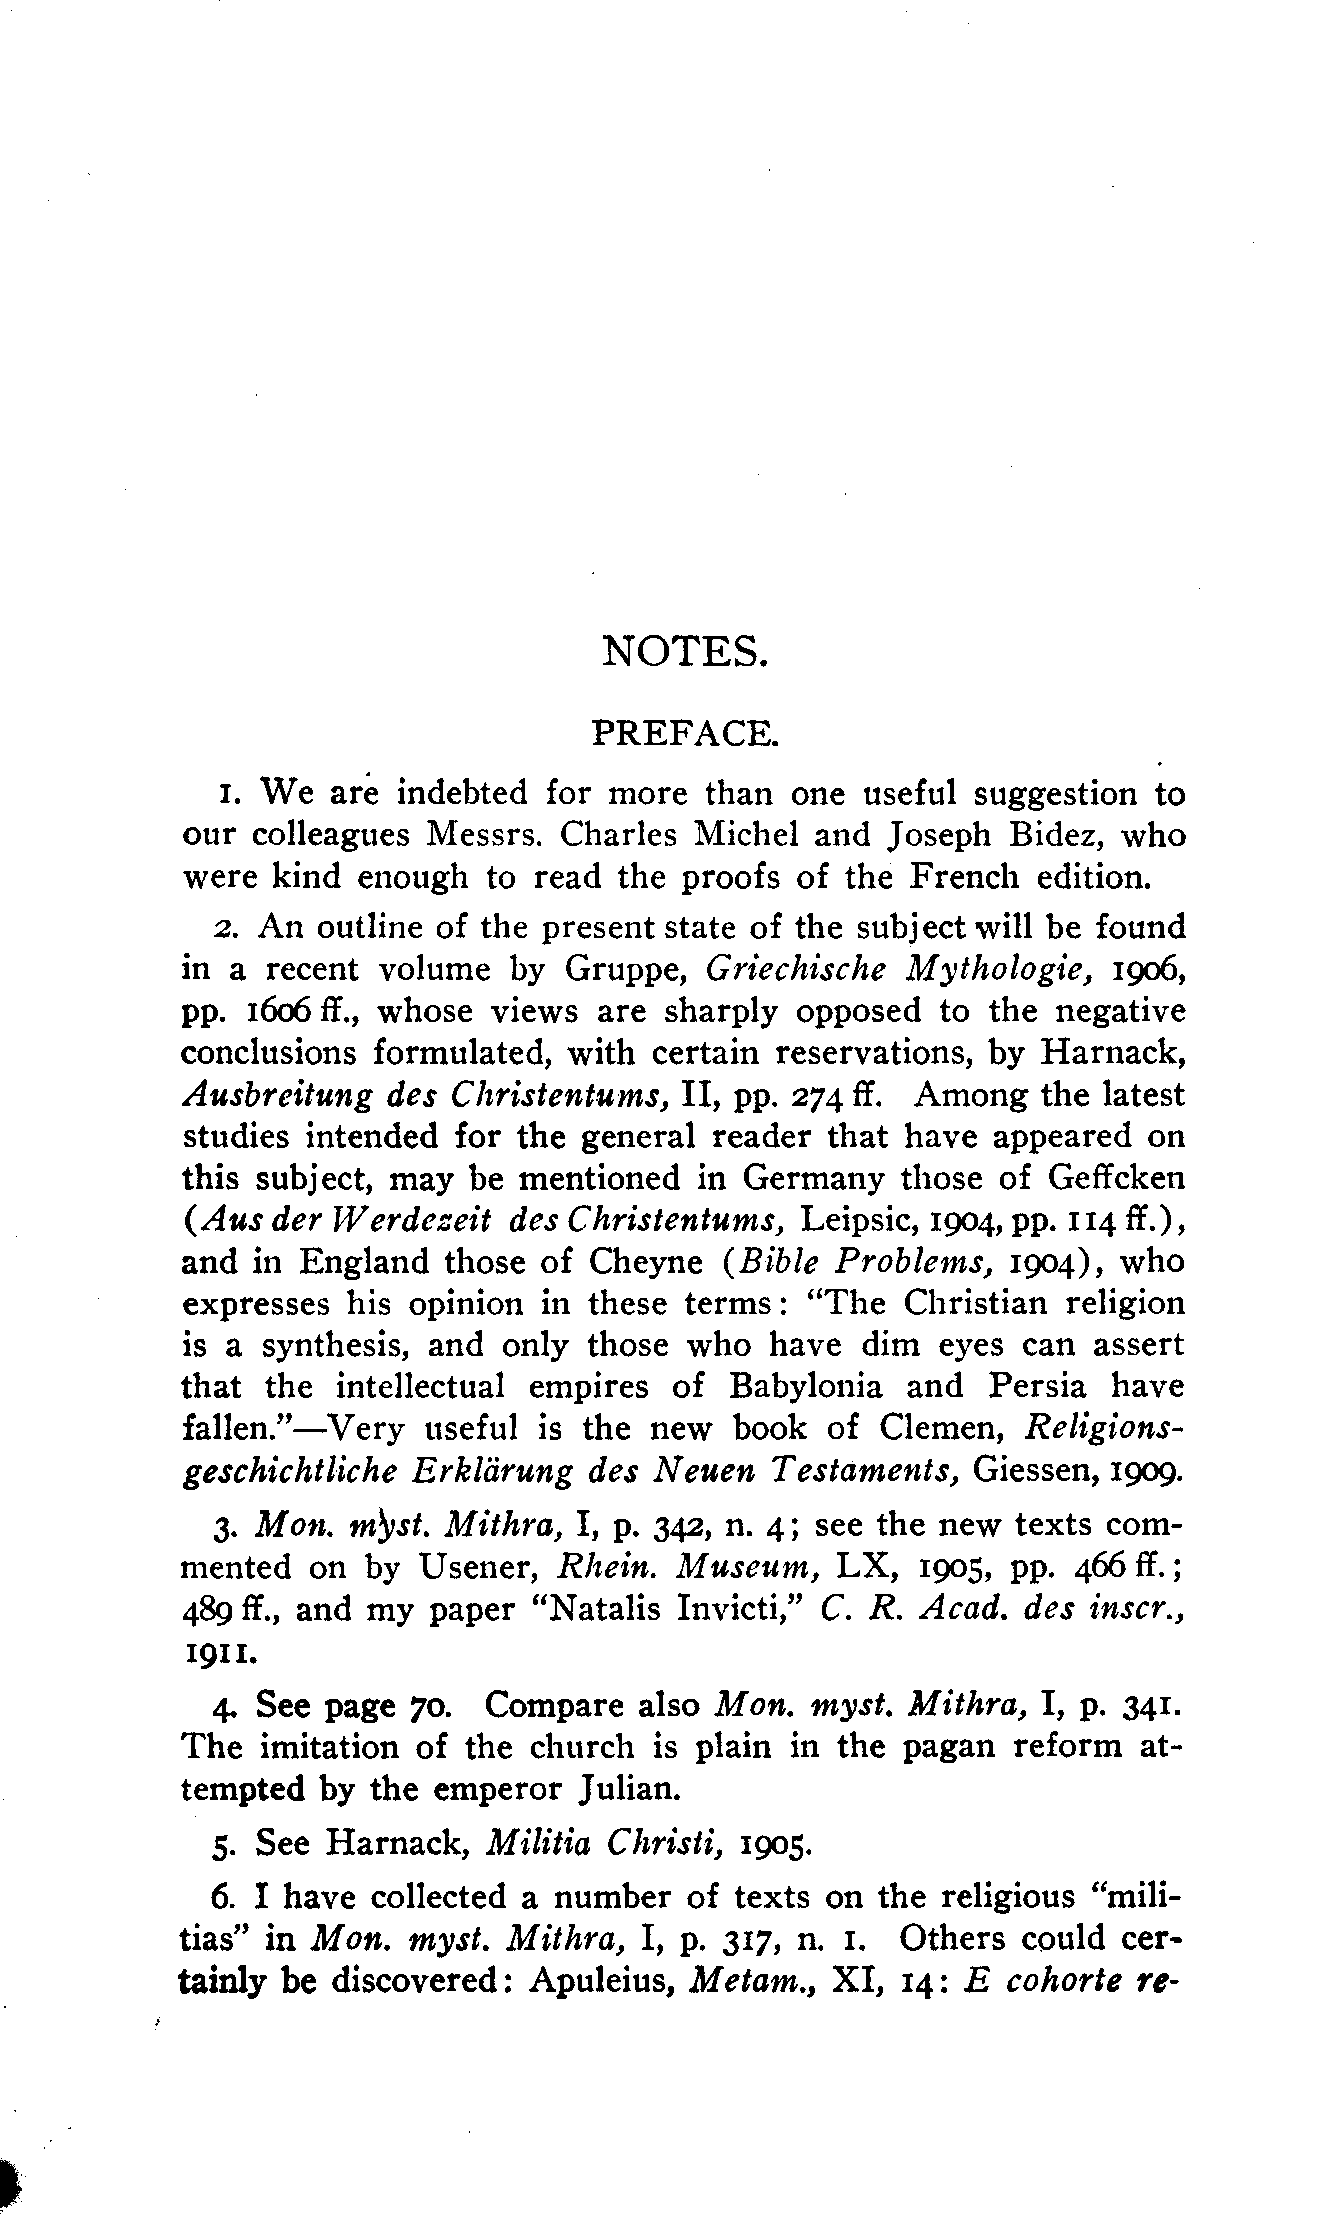 NOTES.
PREFACE.
1. We are indebted for more than one useful suggestion to
our colleagues Messrs. Charles Michel and Joseph Bidez, who
were kind enough to read the proofs of the French edition.
2. An outline of the present state of the subject will be found
in a recent volume by Gruppe, Griechische Mythologie, 1906,
pp. 1606 ff., whose views are sharply opposed to the negative
conclusions formulated, with certain reservations, by Harnack,
Ausbreitung des Christentums, II, pp. 274 ff. Among the latest
studies intended for the general reader that have appeared on
this subject, may be mentioned in Germany those of Geffcken
(Aus der Werdezeit des Christentums, Leipsic, 1904, pp. 114 ff.),
and in England those of Cheyne (Bible Problems, 1904), who
expresses his opinion in these terms: "The Christian religion
is a synthesis, and only those who have dim eyes can assert
that the intellectual empires of Babylonia and Persia have
fallen."—Very useful is the new book of Clemen, Religions-
geschichtliche Erklärung des Neuen Testaments, Giessen, 1909.
3. Mon. myst. Mithra, I, p. 342, n. 4; see the new texts com-
mented on by Usener, Rhein. Museum, LX, 1905, pp. 466 ff.;
489 ff., and my paper "Natalis Invicti," C. R. Acad. des inscr.,
1911.
4. See page 70. Compare also Mon. myst. Mithra, I, p. 341.
The imitation of the church is plain in the pagan reform at-
tempted by the emperor Julian.
5. See Harnack, Militia Christi, 1905.
6. I have collected a number of texts on the religious "mili-
tias" in Mon. myst. Mithra, I, p. 317, n. 1. Others could cer-
tainly be discovered: Apuleius, Metam., XI, 14: E cohorte re-